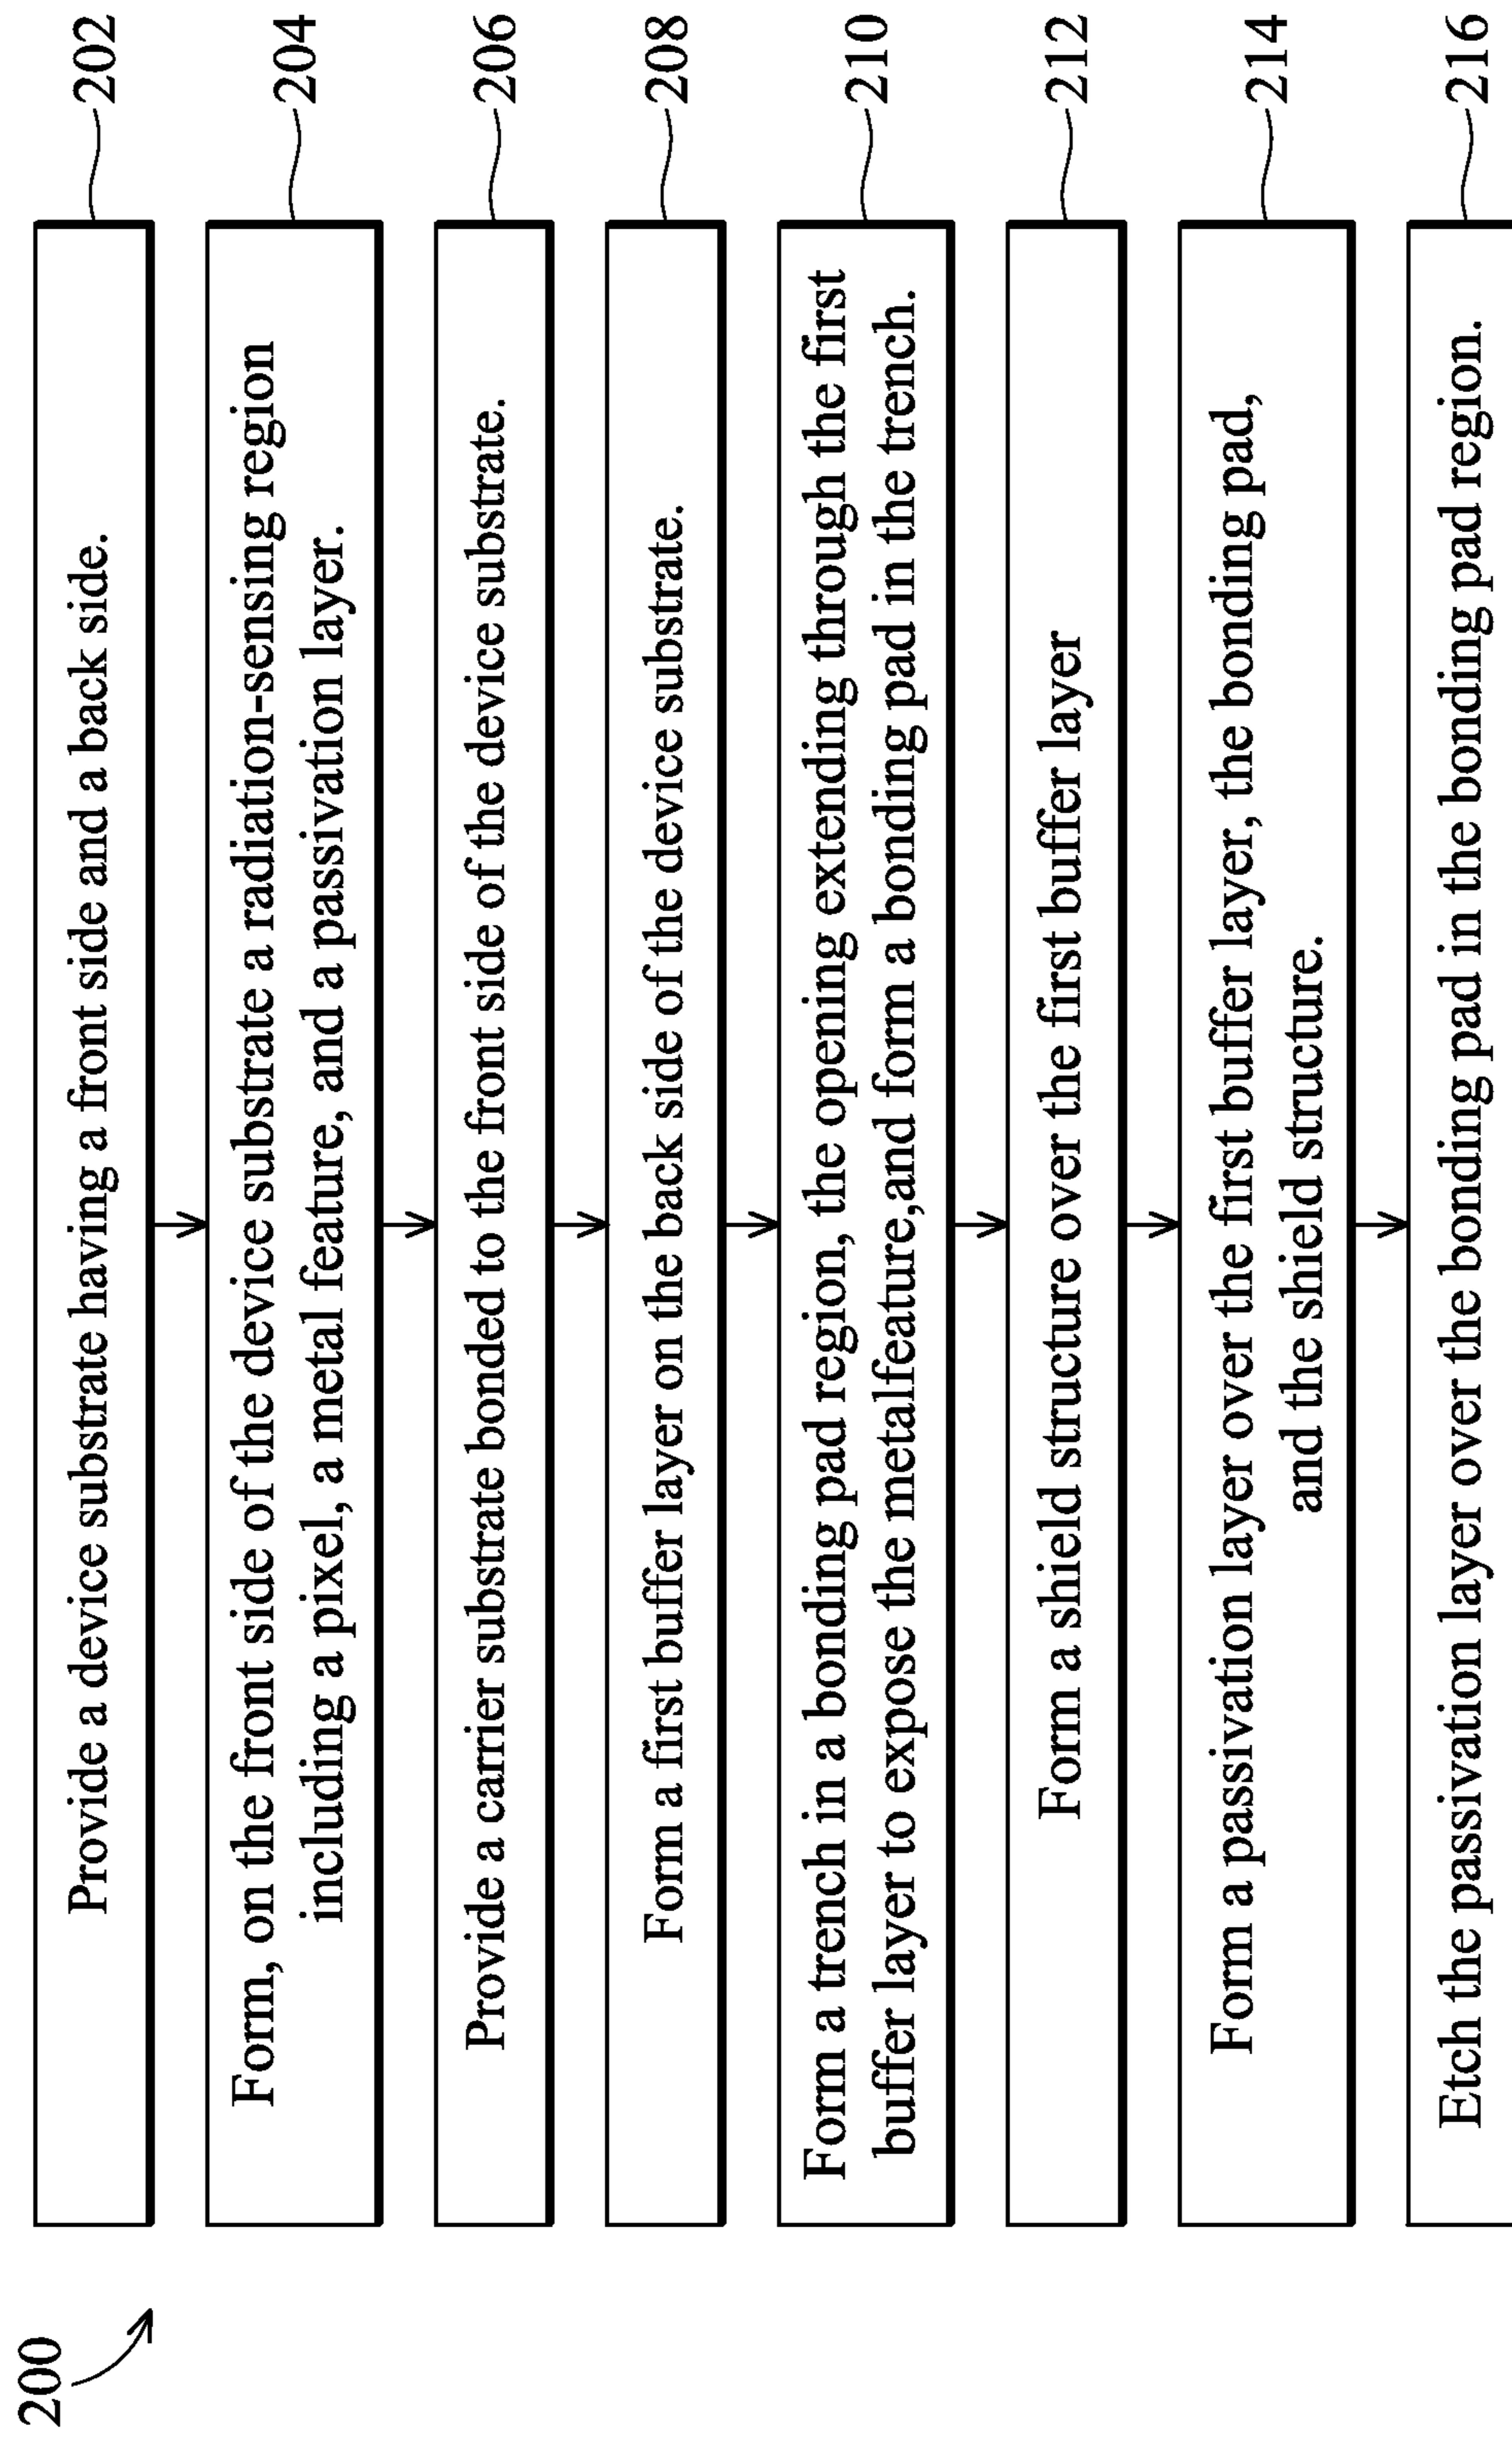 200
Provide a device substrate having a front side and a back side.
202
Form, on the front side of the device substrate a radiation-sensing region
including a pixel, a metal feature, and a passivation layer.
204
Provide a carrier substrate bonded to the front side of the device substrate.
206
Form a first buffer layer on the back side of the device substrate.
208
Form a trench in a bonding pad region, the opening extending through the first
buffer layer to expose the metalfeature,and form a bonding pad in the trench.
210
Form a shield structure over the first buffer layer
212
Form a passivation layer over the first buffer layer, the bonding pad,
and the shield structure.
214
Etch the passivation layer over the bonding pad in the bonding pad region.
216